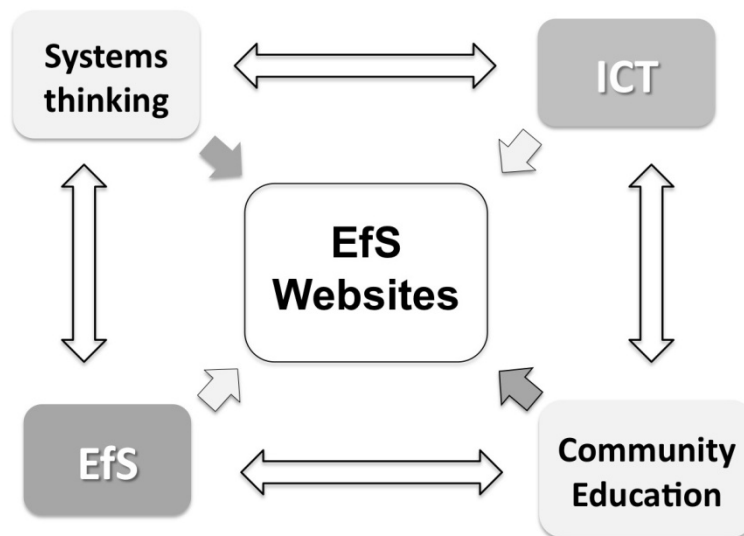 Systems
thinking
ICT
EfS
Websites
EfS
Community
Education